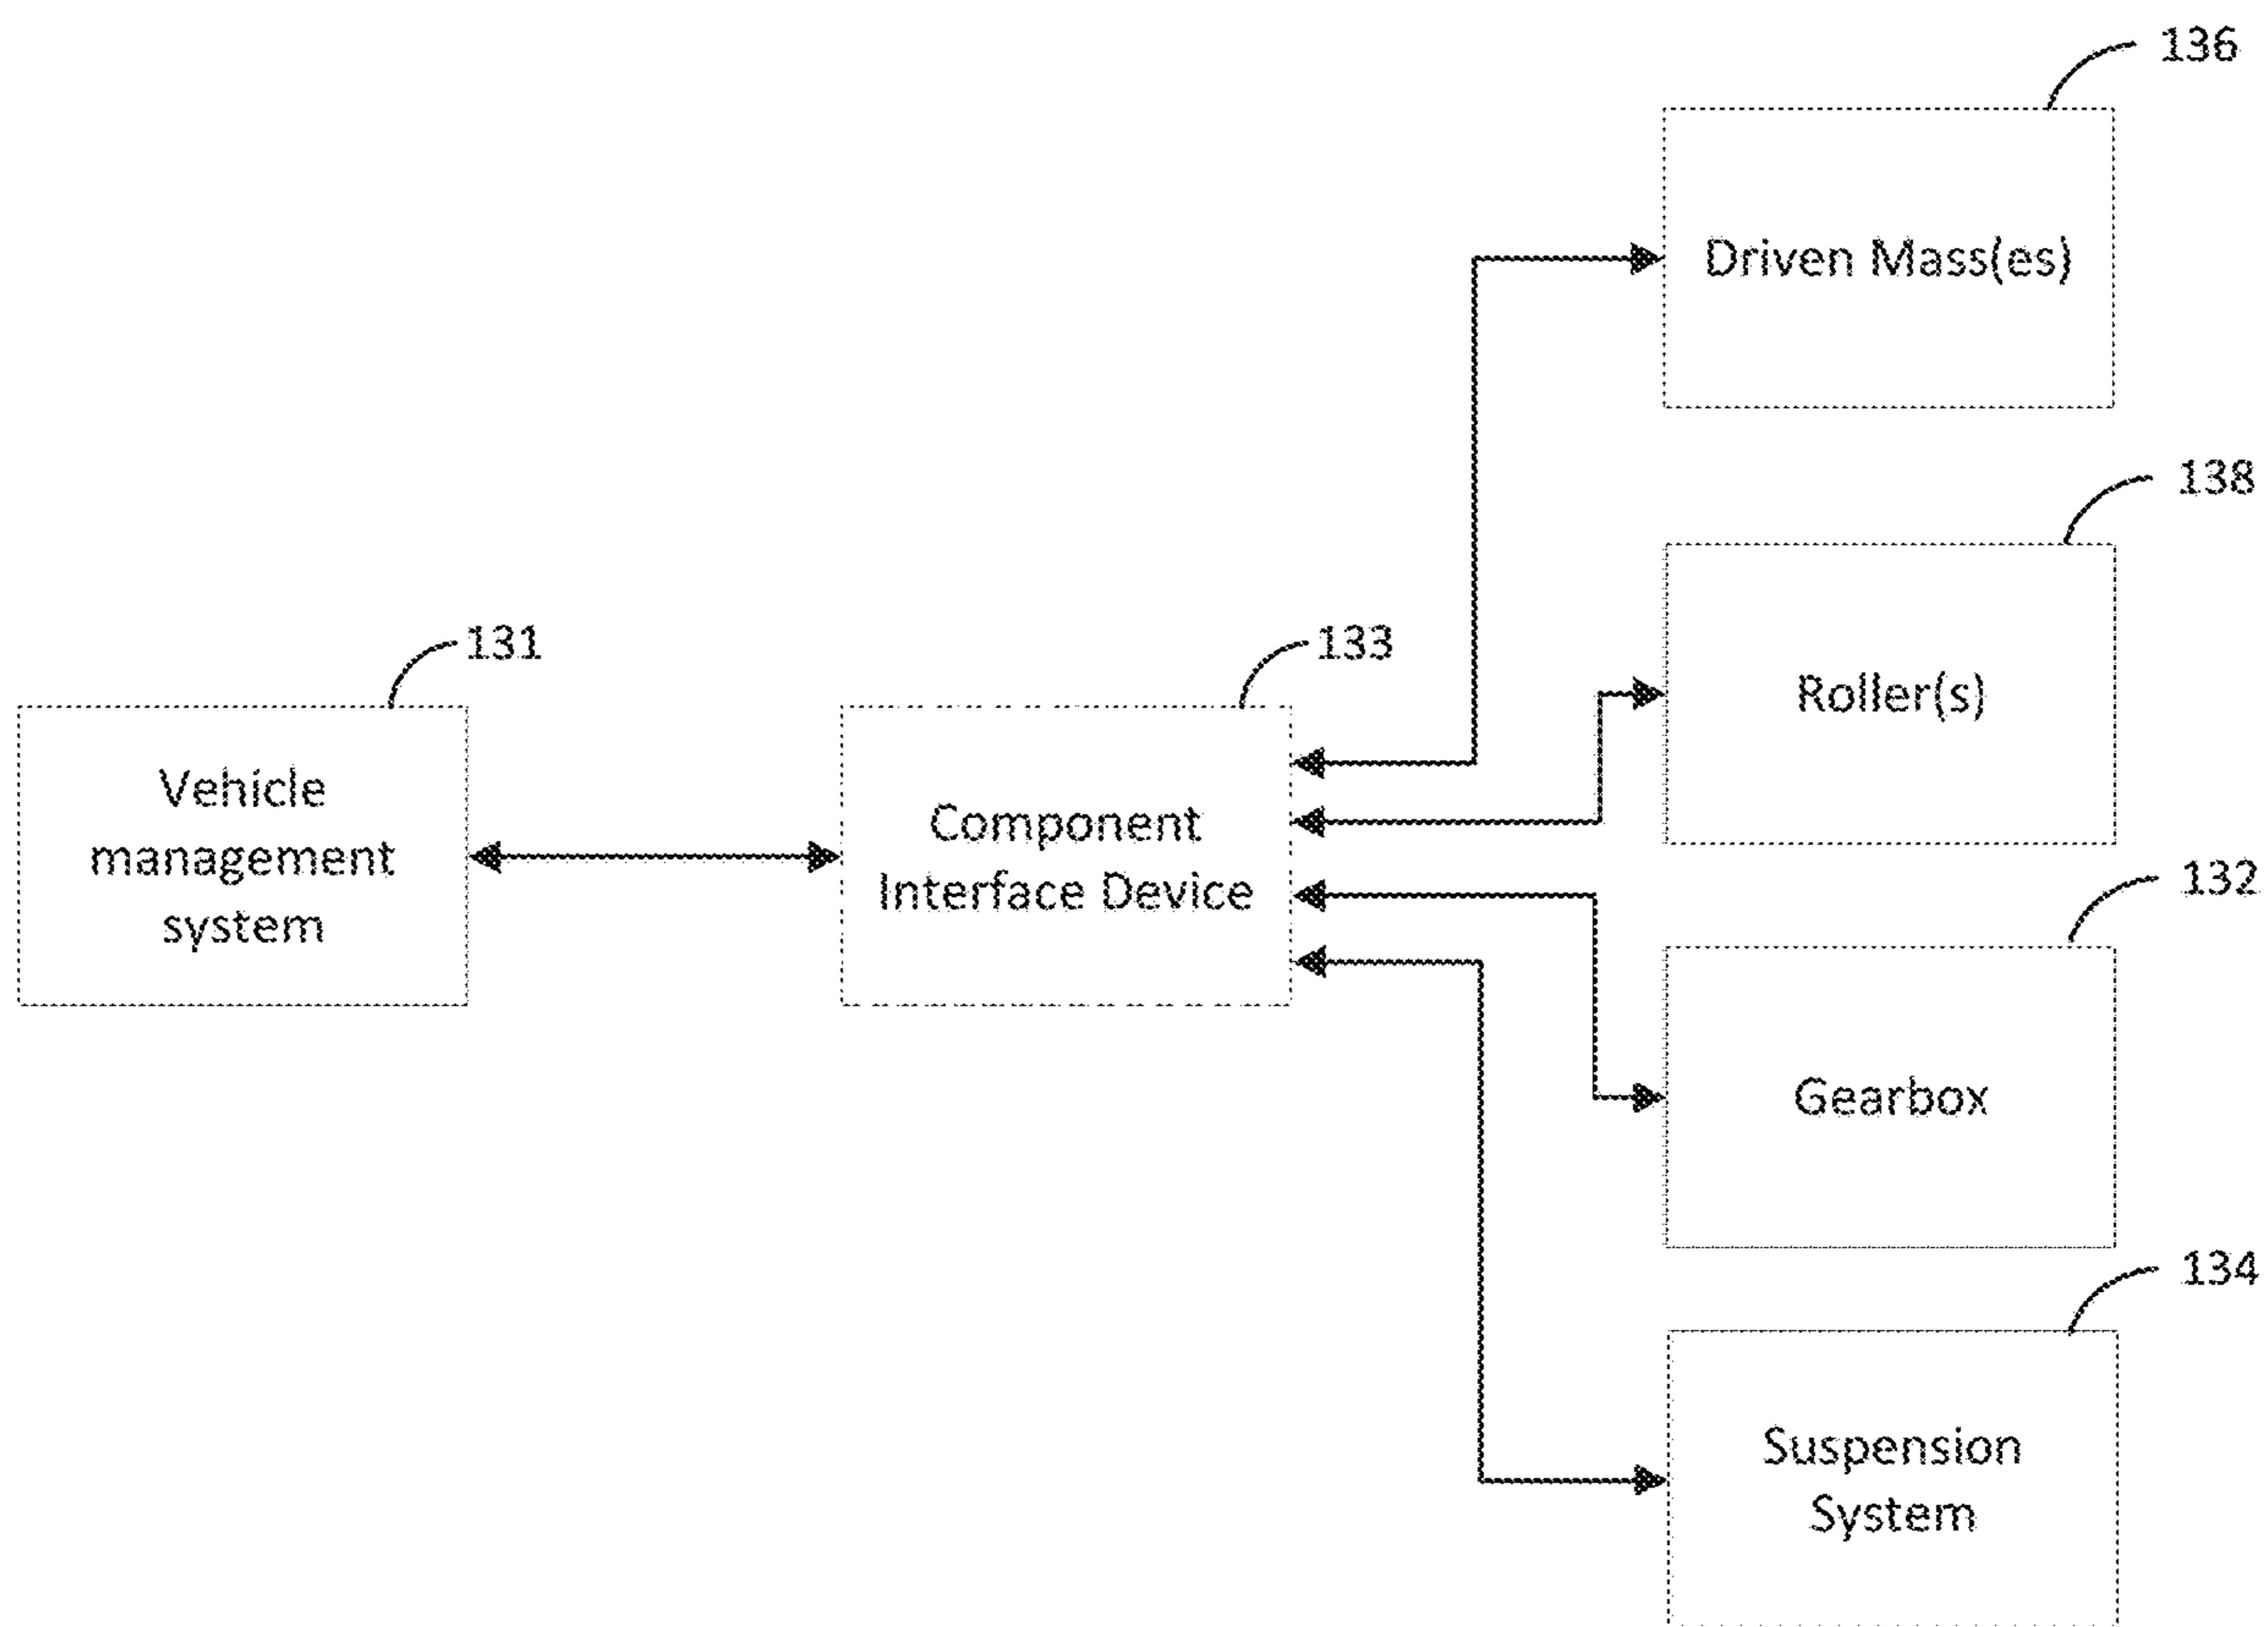 136
Driven Mass(es)
138
Roller(s)
131
Vehicle
management
system
133
Component
Interface Device
132
Gearbox
134
Suspension
System